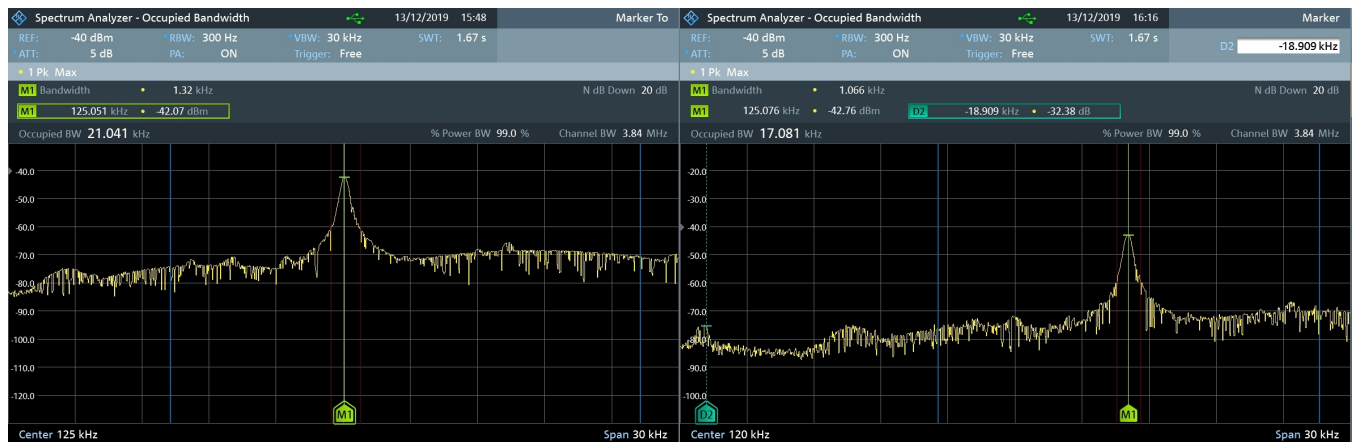 Spectrum Analyzer - Occupied Bandwidth 13/12/2019 15:48 Marker To
REF: -40 dBm *RBW: 300 Hz *VBW: 30 kHz SWT: 1.67 s
*ATT: 5 dB PA: ON Trigger: Free
• 1 Pk Max
M1 Bandwidth • 1.32 kHz N dB Down 20 dB
M1 125.051 kHz • -42.07 dBm
Occupied BW 21.041 kHz % Power BW 99.0 % Channel BW 3.84 MHz
-40.0
-50.0
-60.0
-70.0
-80.0
-90.0
-100.0
-110.0
-120.0
M1
Center 125 kHz Span 30 kHz
Spectrum Analyzer - Occupied Bandwidth 13/12/2019 16:16 Marker
REF: -40 dBm *RBW: 300 Hz *VBW: 30 kHz SWT: 1.67 s D2 -18.909 kHz
*ATT: 5 dB PA: ON Trigger: Free
• 1 Pk Max
M1 Bandwidth • 1.066 kHz N dB Down 20 dB
M1 125.076 kHz • -42.76 dBm D2 -18.909 kHz • -32.38 dB
Occupied BW 17.081 kHz % Power BW 99.0 % Channel BW 3.84 MHz
-20.0
-30.0
-40.0
-50.0
-60.0
-70.0
-80.0
-90.0
-100.0
D2 M1
Center 120 kHz Span 30 kHz